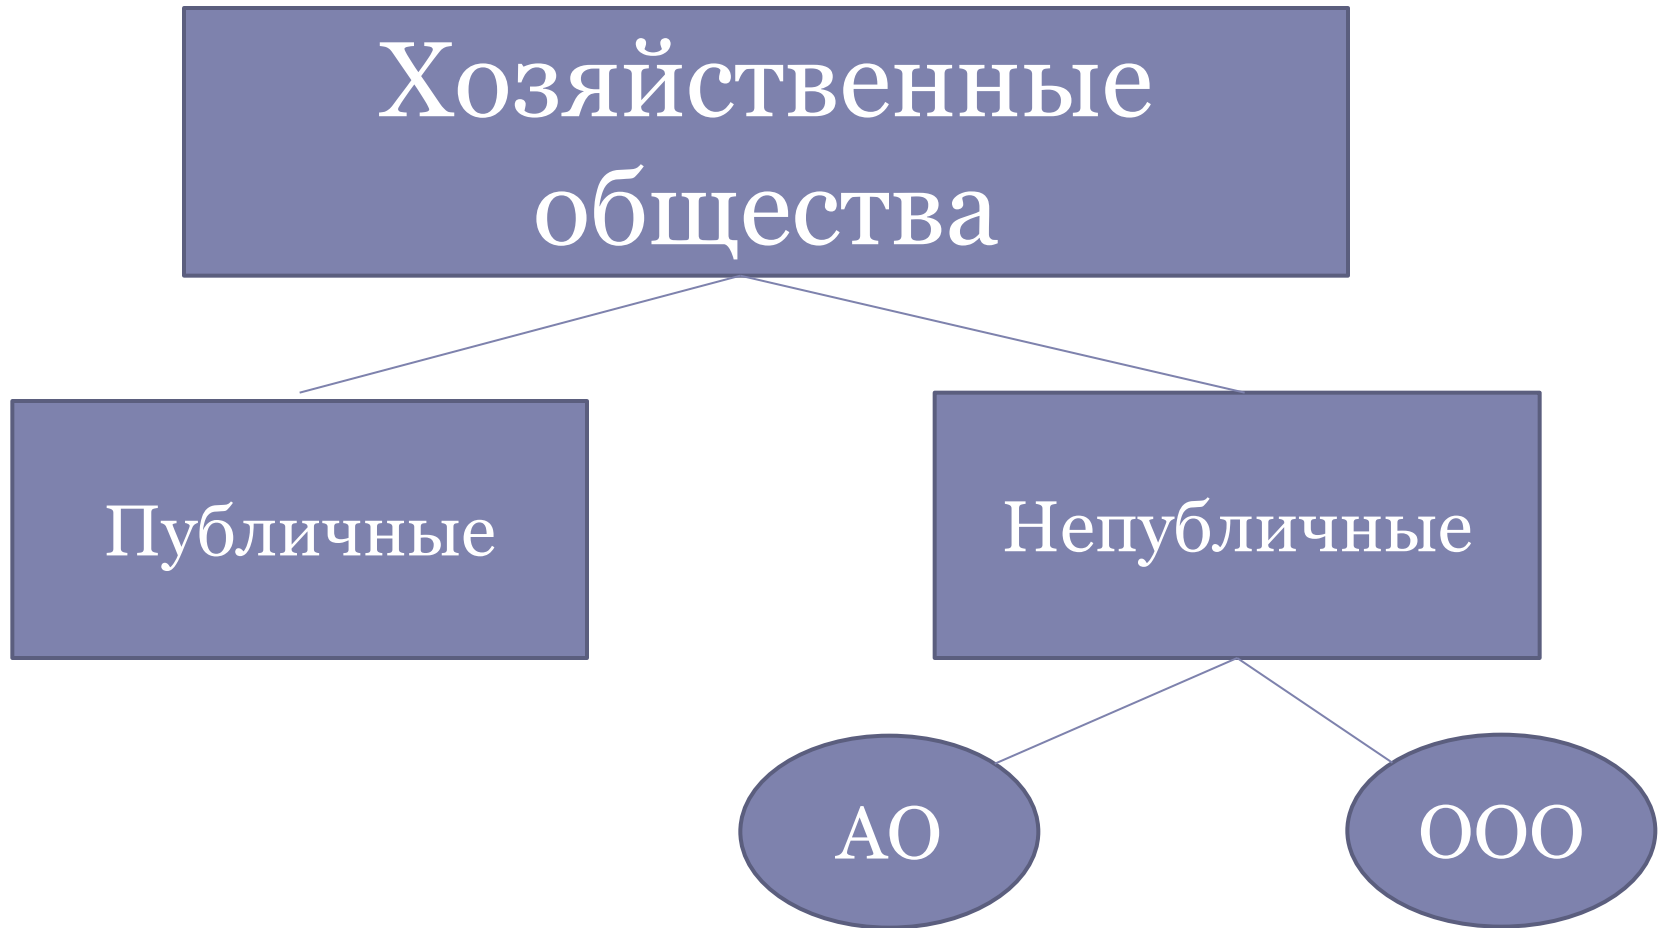 Хозяйственные
общества
Публичные
Непубличные
АО
ООО